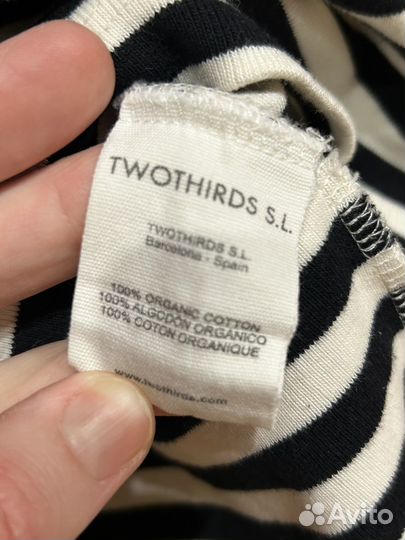 TWOTHIRDS S.L.
TWOTHIRDS S.L.
Barcelona - Spain
100% ORGANIC COTTON
100% ALGODON ORGANICO
100% COTON ORGANIQUE
www.twothirds.com
Avito